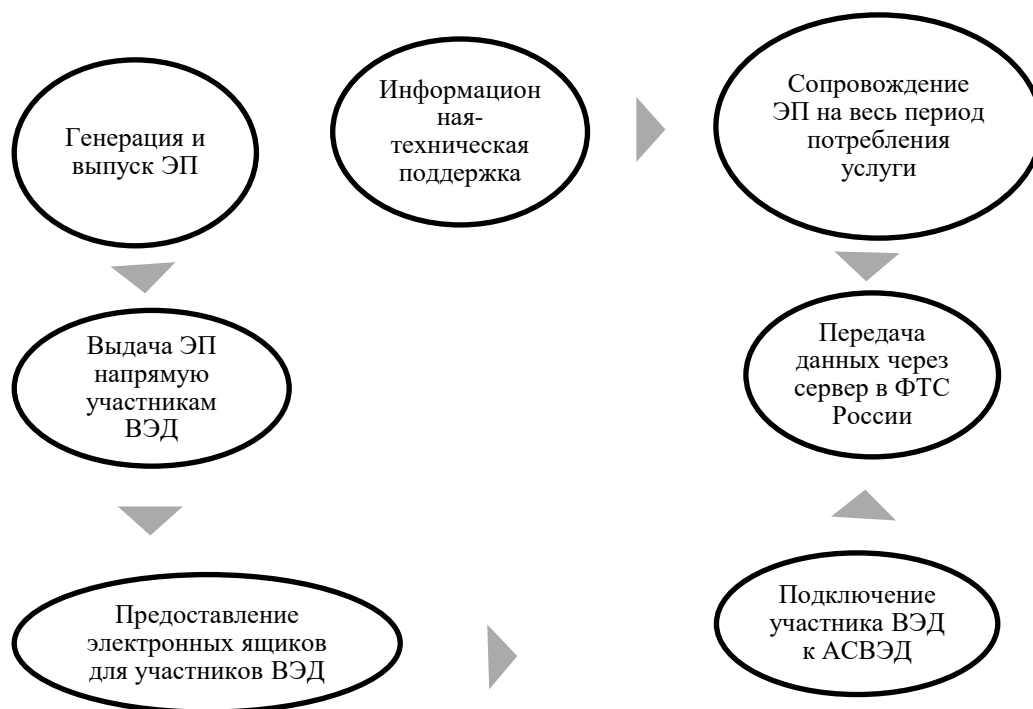 Генерация и
выпуск ЭП
Информацион
ная-
техническая
поддержка
Сопровождение
ЭП на весь период
потребления
услуги
Выдача ЭП
напрямую
участникам
ВЭД
Передача
данных через
сервер в ФТС
России
Предоставление
электронных ящиков
для участников ВЭД
Подключение
участника ВЭД
к АСВЭД